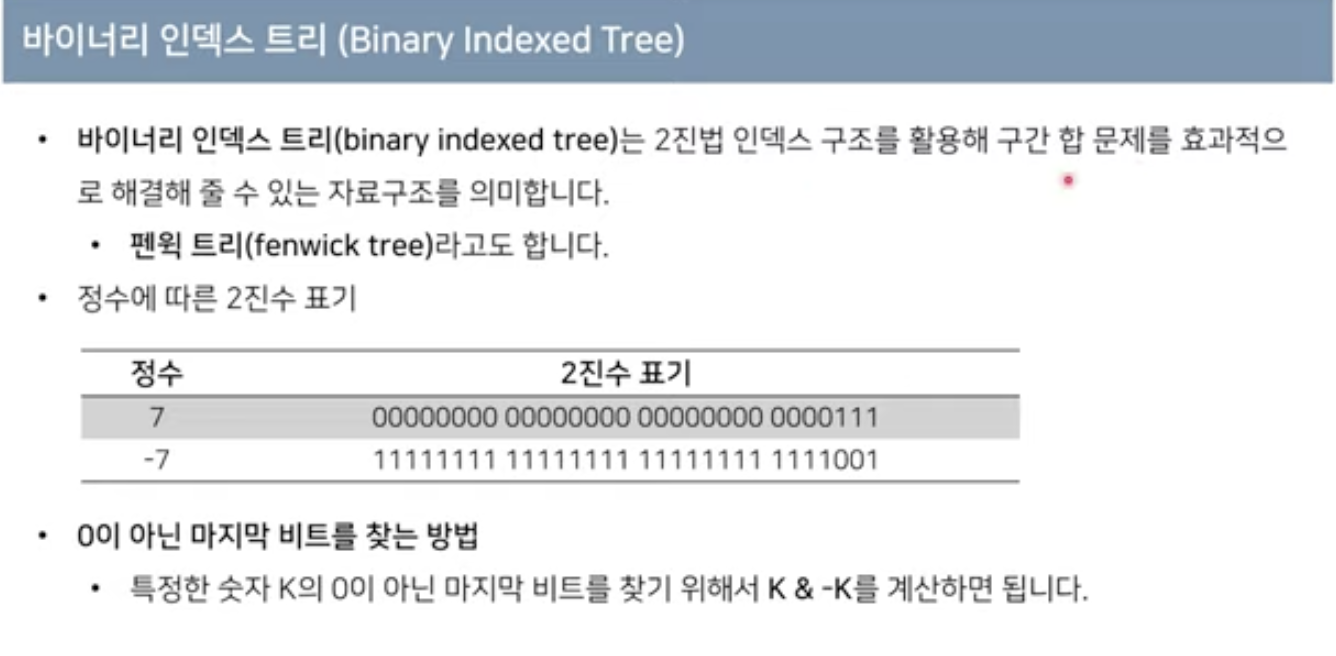 바이너리 인덱스 트리 (Binary Indexed Tree)
• 바이너리 인덱스 트리(binary indexed tree)는 2진법 인덱스 구조를 활용해 구간 합 문제를 효과적으
로 해결해 줄 수 있는 자료구조를 의미합니다.
• 펜윅 트리(fenwick tree)라고도 합니다.
• 정수에 따른 2진수 표기
정수 2진수 표기
7 00000000 00000000 00000000 0000111
-7 11111111 11111111 11111111 1111001
• 0이 아닌 마지막 비트를 찾는 방법
• 특정한 숫자 K의 0이 아닌 마지막 비트를 찾기 위해서 K & -K를 계산하면 됩니다.